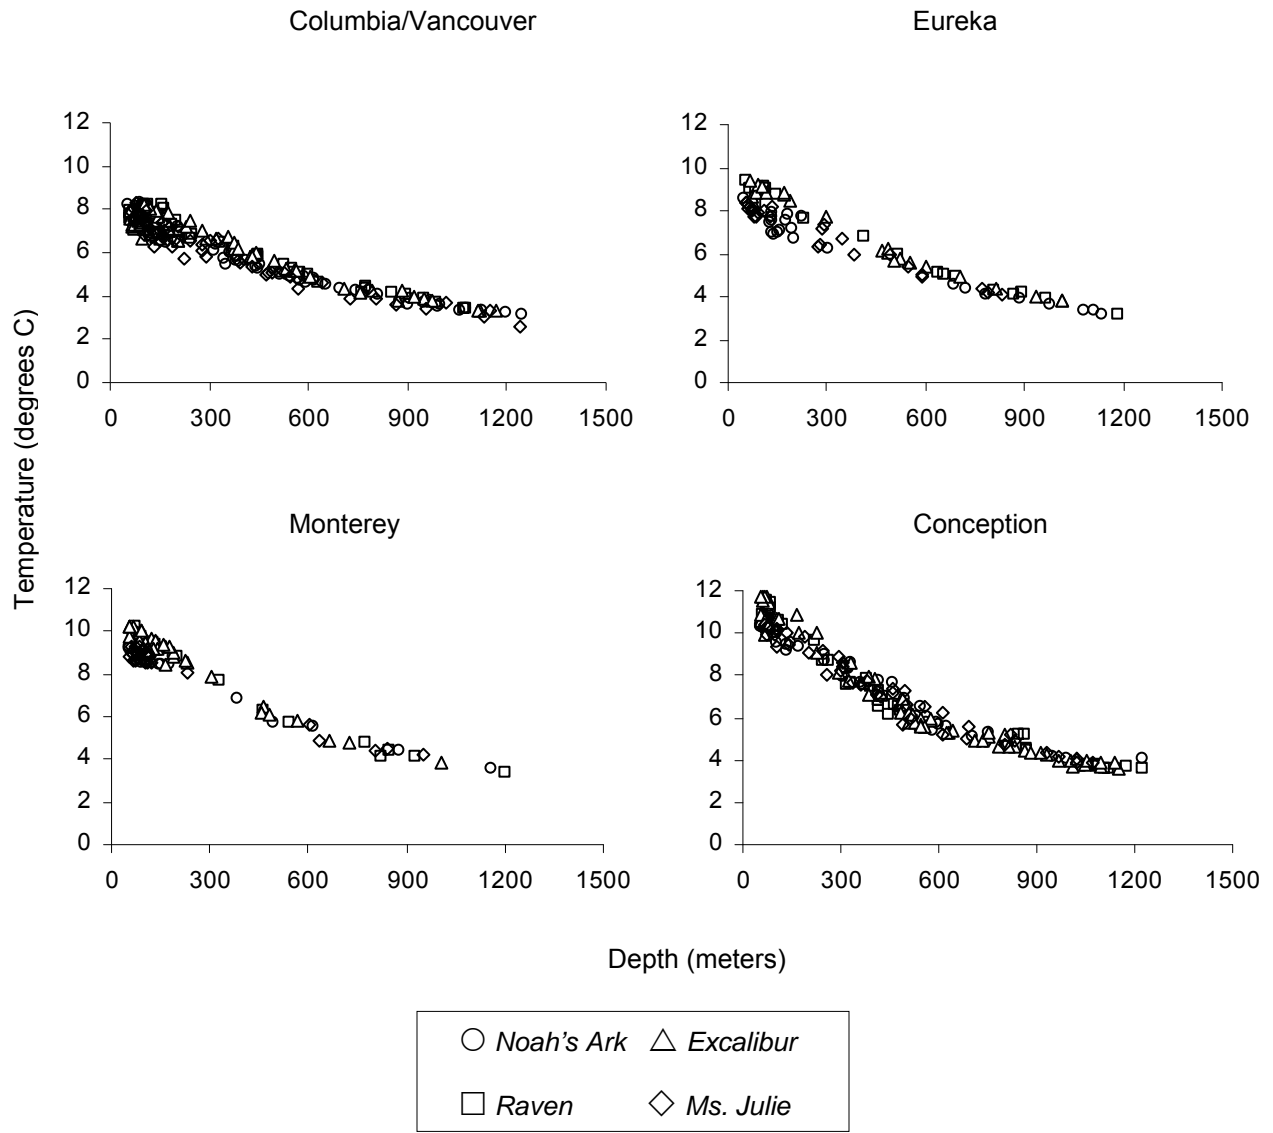 Columbia/Vancouver
Eureka
12
10
8
6
4
2
0
0 300 600 900 1200 1500
12
10
8
6
4
2
0
0 300 600 900 1200 1500
Temperature (degrees C)
Monterey
Conception
12
10
8
6
4
2
0
0 300 600 900 1200 1500
12
10
8
6
4
2
0
0 300 600 900 1200 1500
Depth (meters)
Noah's Ark Excalibur
Raven Ms. Julie